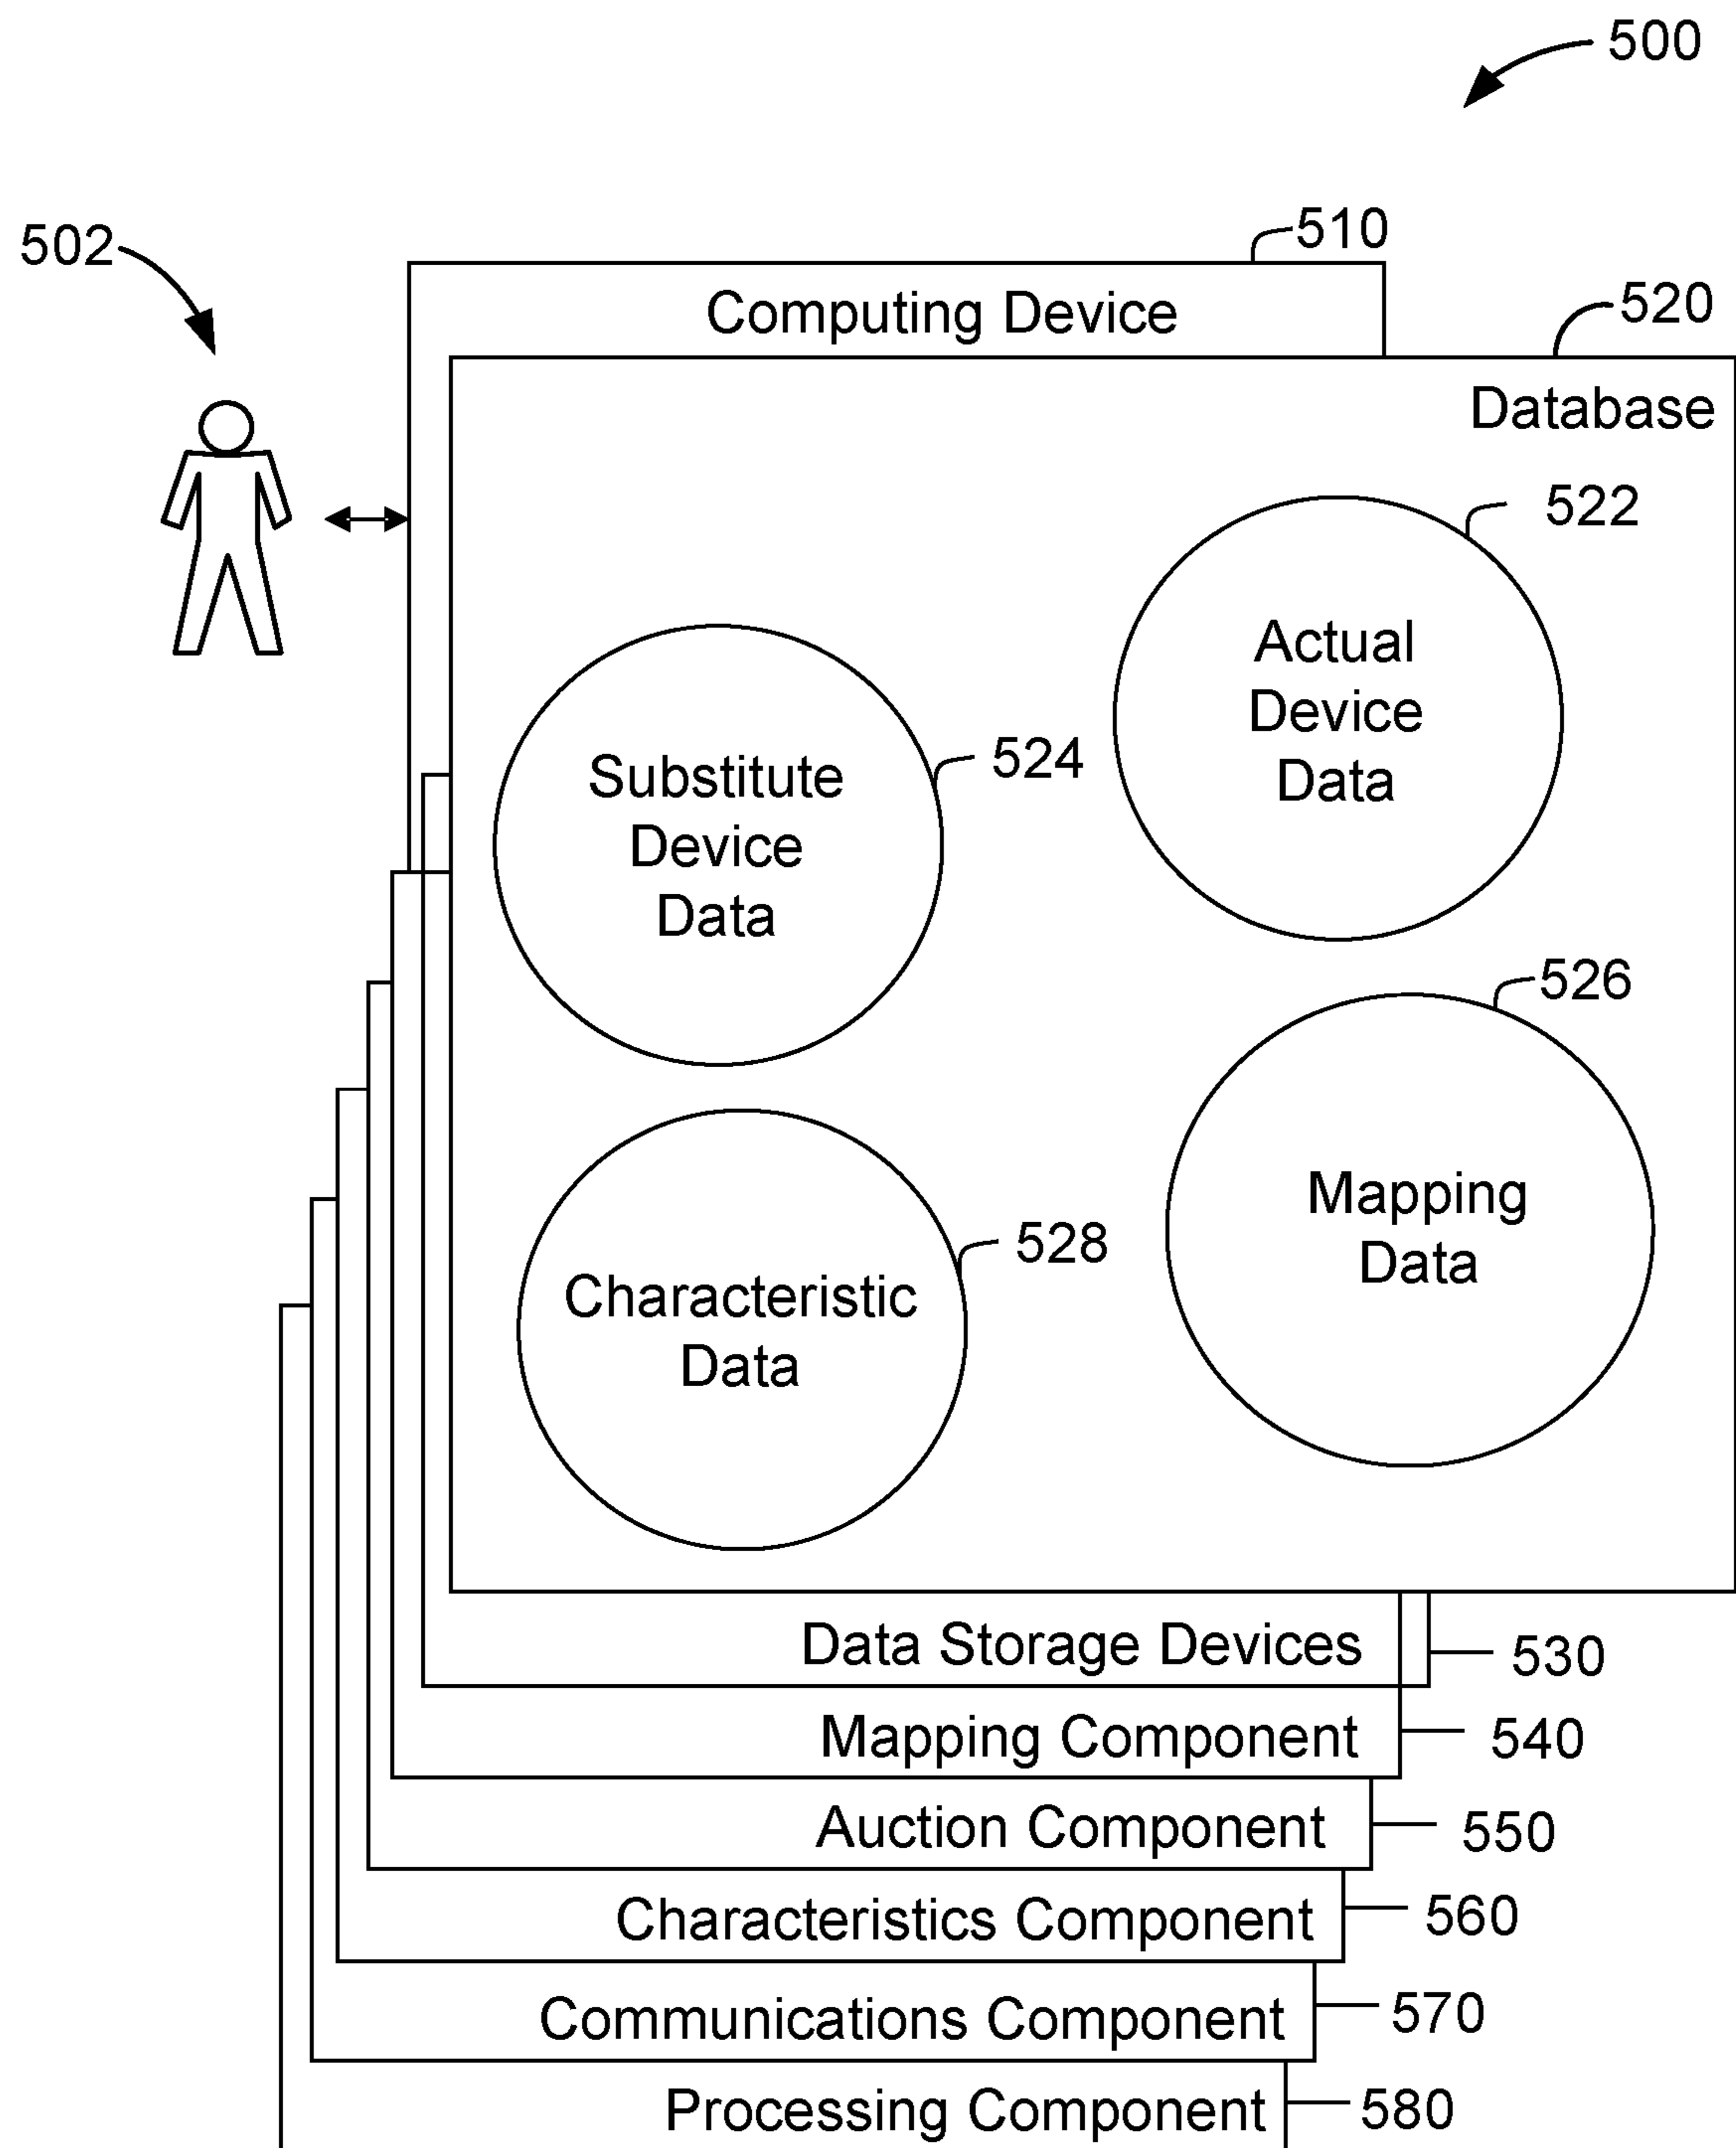 500
502
510
Computing Device
520
Database
522
Actual
Device
Data
524
Substitute
Device
Data
526
Mapping
Data
528
Characteristic
Data
Data Storage Devices
530
Mapping Component
540
Auction Component
550
Characteristics Component
560
Communications Component
570
Processing Component
580